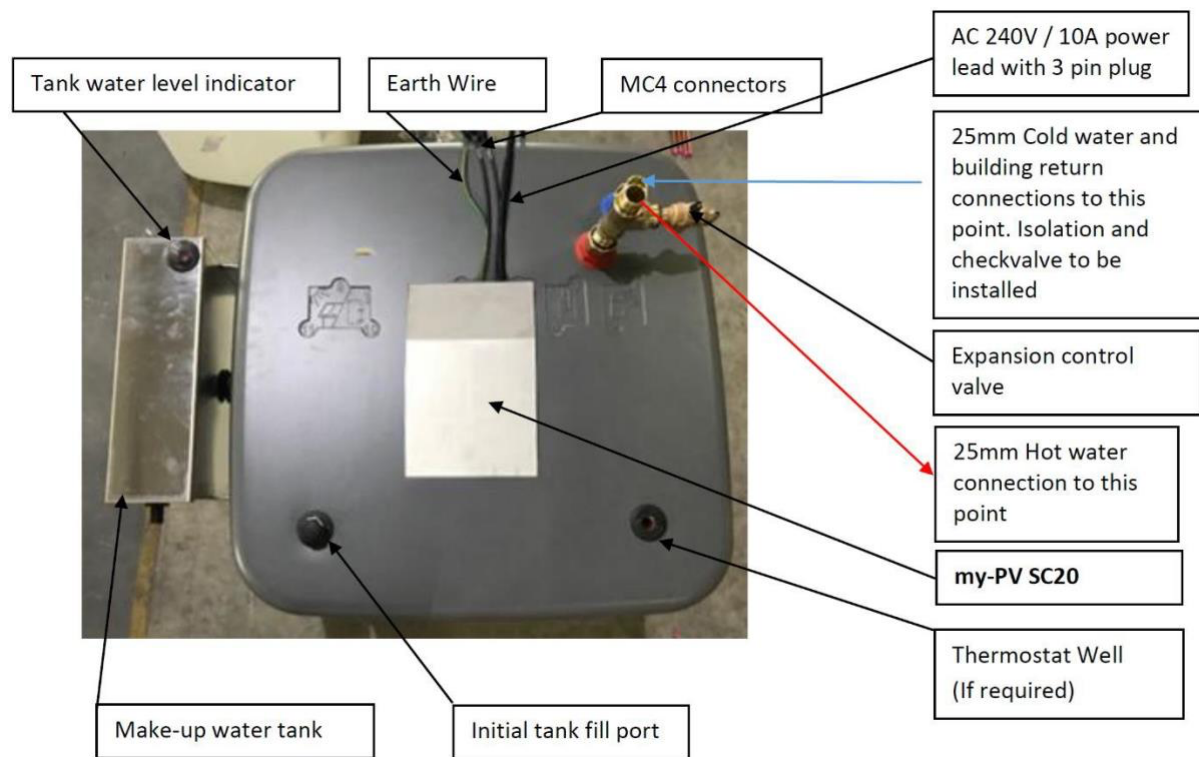 Tank water level indicator
Earth Wire
MC4 connectors
AC 240V / 10A power
lead with 3 pin plug
25mm Cold water and
building return
connections to this
point. Isolation and
checkvalve to be
installed
Expansion control
valve
25mm Hot water
connection to this
point
my-PV SC20
Thermostat Well
(If required)
Make-up water tank
Initial tank fill port